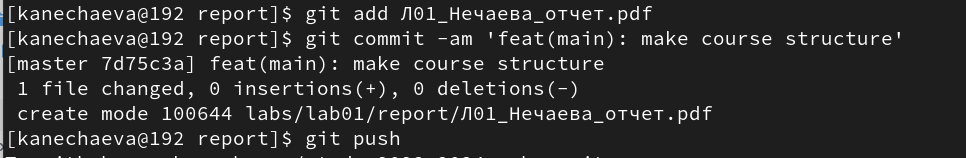 [kanechaeva@192 report]$ git add Л01_Нечаева_отчет.pdf
[kanechaeva@192 report]$ git commit -am 'feat(main): make course structure'
[master 7d75c3a] feat(main): make course structure
 1 file changed, 0 insertions(+), 0 deletions(-)
 create mode 100644 labs/lab01/report/Л01_Нечаева_отчет.pdf
[kanechaeva@192 report]$ git push